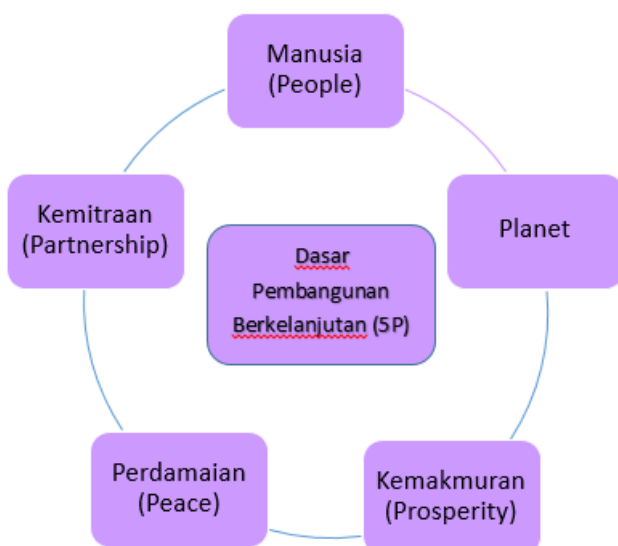 Manusia
(People)
Kemitraan
(Partnership)
Planet
Dasar
Pembangunan
Berkelanjutan (5P)
Perdamaian
(Peace)
Kemakmuran
(Prosperity)